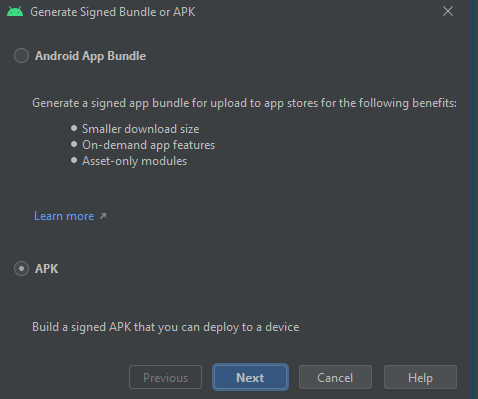 Generate Signed Bundle or APK
Android App Bundle
Generate a signed app bundle for upload to app stores for the following benefits:
Smaller download size
On-demand app features
Asset-only modules
Learn more
APK
Build a signed APK that you can deploy to a device
Previous Next Cancel Help